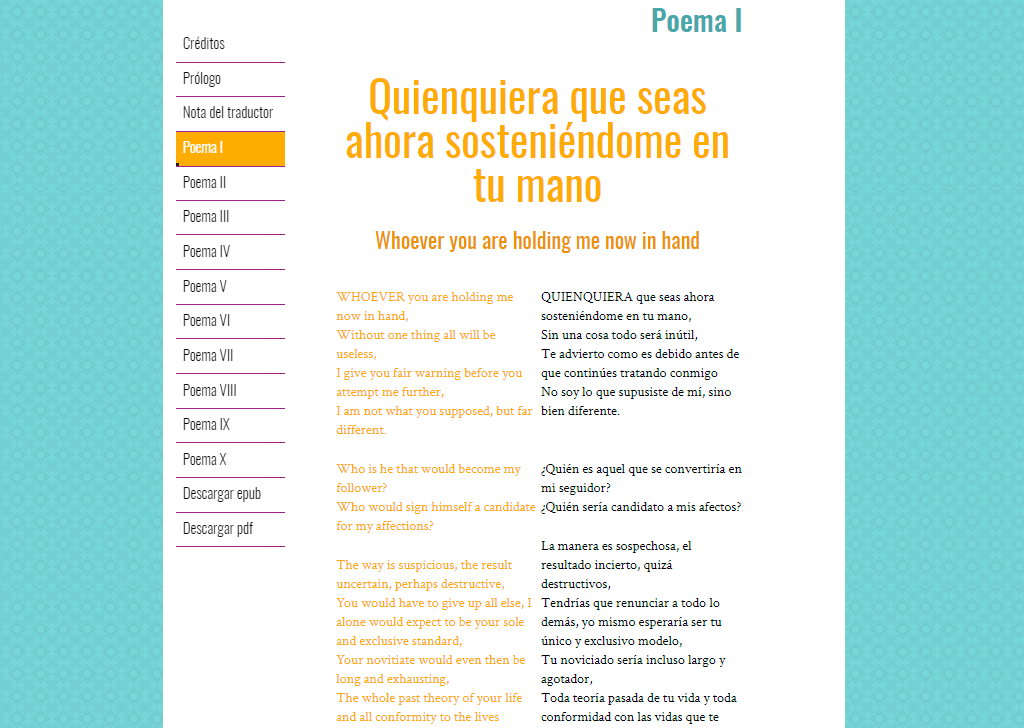 Créditos
Prólogo
Nota del traductor
Poema I
Poema II
Poema III
Poema IV
Poema V
Poema VI
Poema VII
Poema VIII
Poema IX
Poema X
Descargar epub
Descargar pdf
Poema I
Quienquiera que seas
ahora sosteniéndome en
tu mano
Whoever you are holding me now in hand
WHOEVER you are holding me
now in hand,
Without one thing all will be
useless,
I give you fair warning before you
attempt me further,
I am not what you supposed, but far
different.
Who is he that would become my
follower?
Who would sign himself a candidate
for my affections?
The way is suspicious, the result
uncertain, perhaps destructive,
You would have to give up all else, I
alone would expect to be your sole
and exclusive standard,
Your novitiate would even then be
long and exhausting,
The whole past theory of your life
and all conformity to the lives
QUIENQUIERA que seas ahora
sosteniéndome en tu mano,
Sin una cosa todo será inútil,
Te advierto como es debido antes de
que continúes tratando conmigo
No soy lo que supusiste de mí, sino
bien diferente.
¿Quién es aquel que se convertiría en
mi seguidor?
¿Quién sería candidato a mis afectos?
La manera es sospechosa, el
resultado incierto, quizá
destructivos,
Tendrías que renunciar a todo lo
demás, yo mismo esperaría ser tu
único y exclusivo modelo,
Tu noviciado sería incluso largo y
agotador,
Toda teoría pasada de tu vida y toda
conformidad con las vidas que te